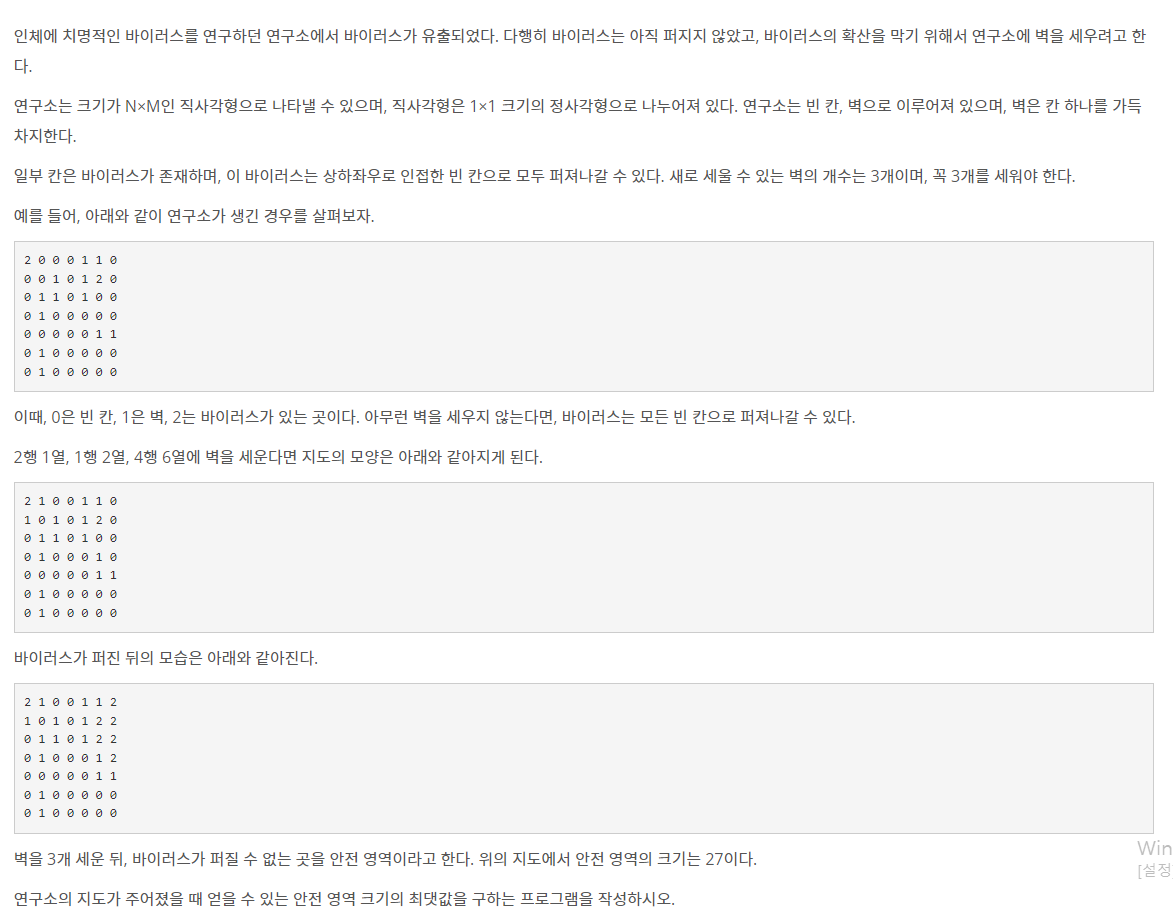 인체에 치명적인 바이러스를 연구하던 연구소에서 바이러스가 유출되었다. 다행히 바이러스는 아직 퍼지지 않았고, 바이러스의 확산을 막기 위해서 연구소에 벽을 세우려고 한
다.
연구소는 크기가 N×M인 직사각형으로 나타낼 수 있으며, 직사각형은 1×1 크기의 정사각형으로 나누어져 있다. 연구소는 빈 칸, 벽으로 이루어져 있으며, 벽은 칸 하나를 가득
차지한다.
일부 칸은 바이러스가 존재하며, 이 바이러스는 상하좌우로 인접한 빈 칸으로 모두 퍼져나갈 수 있다. 새로 세울 수 있는 벽의 개수는 3개이며, 꼭 3개를 세워야 한다.
예를 들어, 아래와 같이 연구소가 생긴 경우를 살펴보자.
2 0 0 0 1 1 0
0 0 1 0 1 2 0
0 1 1 0 1 0 0
0 1 0 0 0 0 0
0 0 0 0 0 1 1
0 1 0 0 0 0 0
0 1 0 0 0 0 0
이때, 0은 빈 칸, 1은 벽, 2는 바이러스가 있는 곳이다. 아무런 벽을 세우지 않는다면, 바이러스는 모든 빈 칸으로 퍼져나갈 수 있다.
2행 1열, 1행 2열, 4행 6열에 벽을 세운다면 지도의 모양은 아래와 같아지게 된다.
2 1 0 0 1 1 0
1 0 1 0 1 2 0
0 1 1 0 1 0 0
0 1 0 0 0 1 0
0 0 0 0 0 1 1
0 1 0 0 0 0 0
0 1 0 0 0 0 0
바이러스가 퍼진 뒤의 모습은 아래와 같아진다.
2 1 0 0 1 1 2
1 0 1 0 1 2 2
0 1 1 0 1 2 2
0 1 0 0 0 1 2
0 0 0 0 0 1 1
0 1 0 0 0 0 0
0 1 0 0 0 0 0
벽을 3개 세운 뒤, 바이러스가 퍼질 수 없는 곳을 안전 영역이라고 한다. 위의 지도에서 안전 영역의 크기는 27이다.
연구소의 지도가 주어졌을 때 얻을 수 있는 안전 영역 크기의 최댓값을 구하는 프로그램을 작성하시오.
Win
[설정